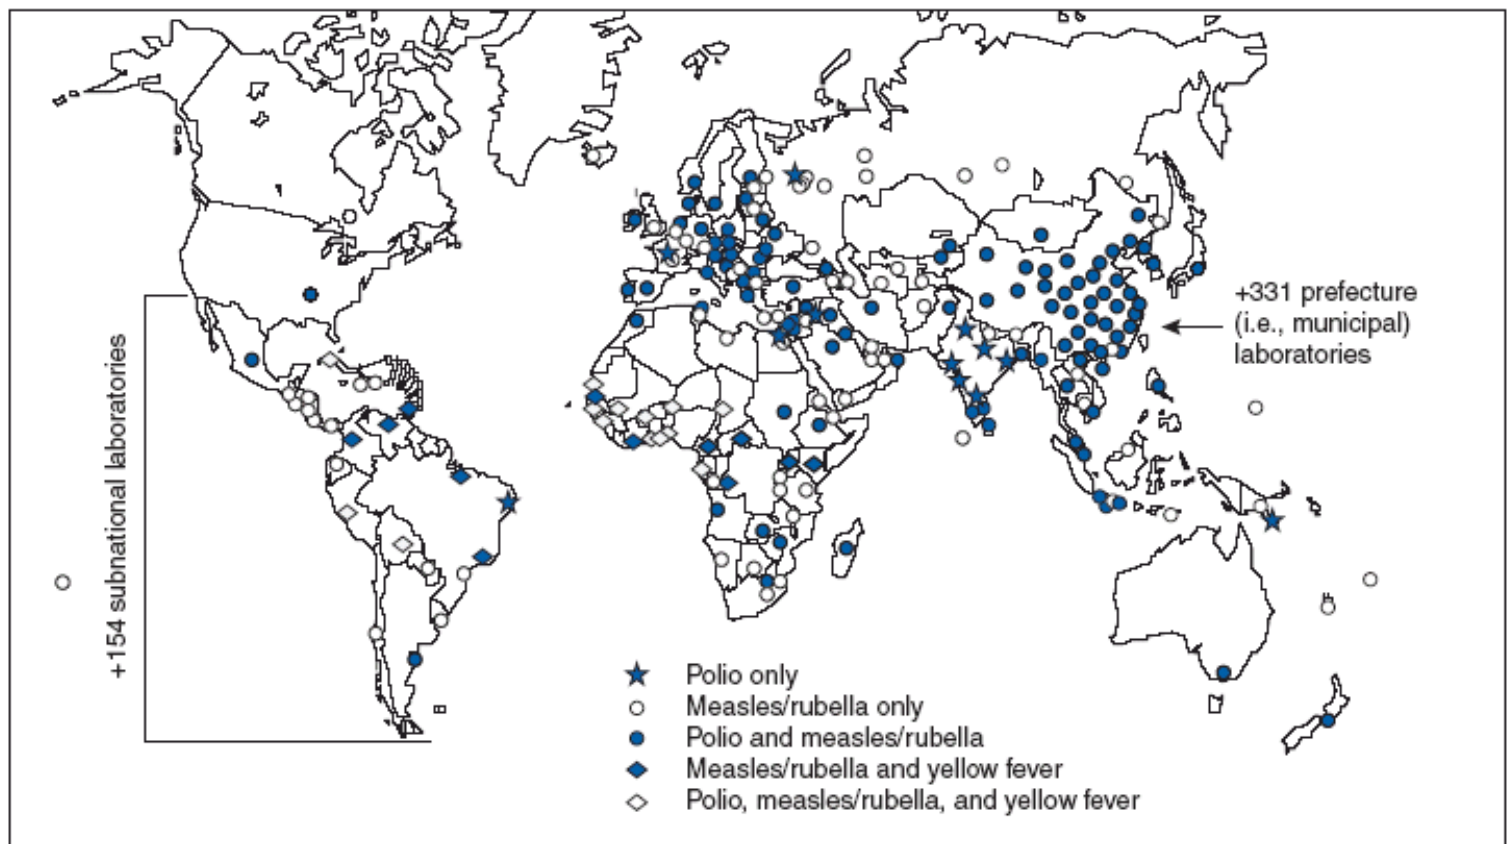 +331 prefecture
(i.e., municipal)
laboratories
+154 subnational laboratories
Polio only
Measles/rubella only
Polio and measles/rubella
Measles/rubella and yellow fever
Polio, measles/rubella, and yellow fever